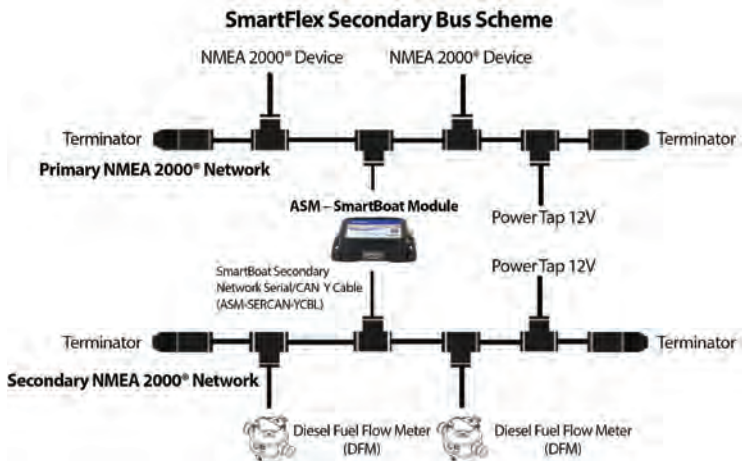 SmartFlex Secondary Bus Scheme
NMEA 2000® Device
NMEA 2000® Device
Terminator
Terminator
Primary NMEA 2000® Network
ASM – SmartBoat Module
Power Tap 12V
SmartBoat Secondary
Network Serial/CAN Y Cable
(ASM-SERCAN-YCBL)
Power Tap 12V
Terminator
Terminator
Secondary NMEA 2000® Network
Diesel Fuel Flow Meter
(DFM)
Diesel Fuel Flow Meter
(DFM)